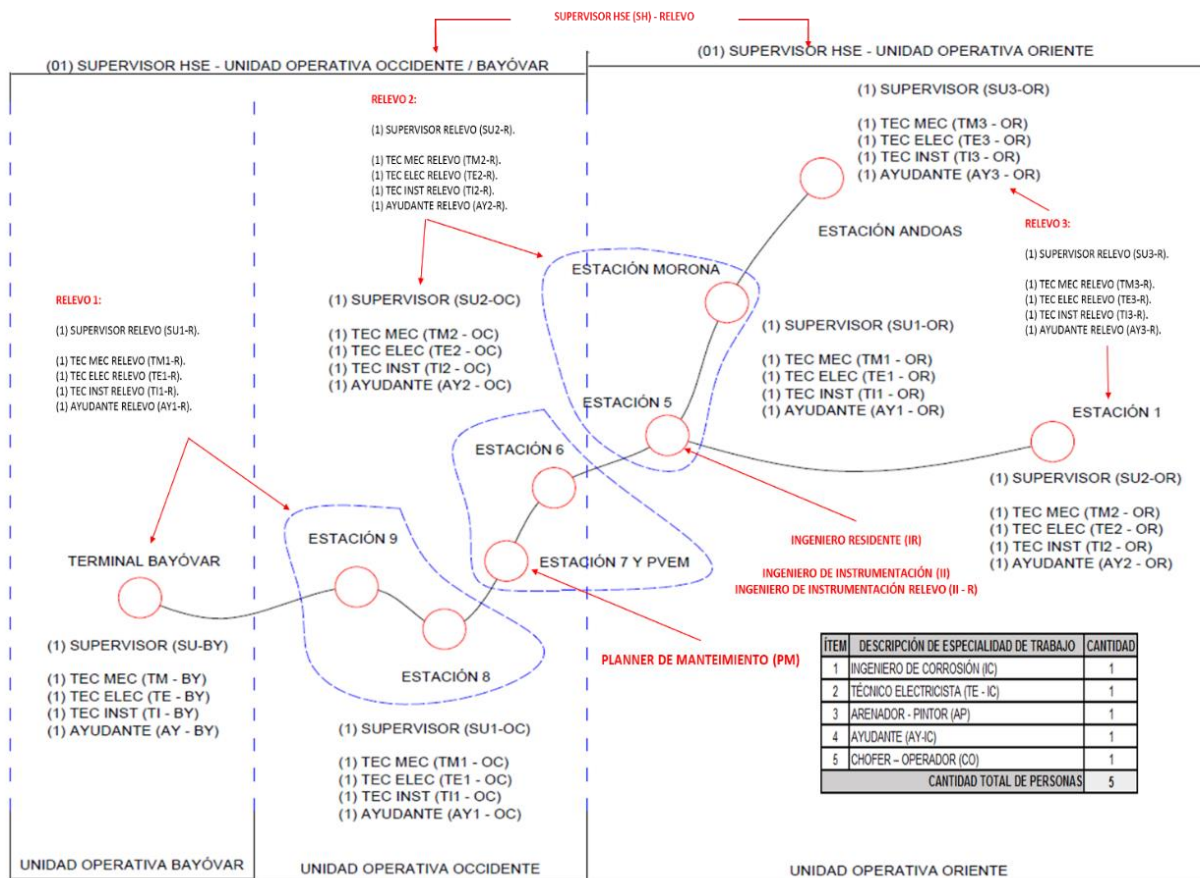 SUPERVISOR HSE (SH) - RELEVO
(01) SUPERVISOR HSE - UNIDAD OPERATIVA OCCIDENTE / BAYÓVAR
(01) SUPERVISOR HSE - UNIDAD OPERATIVA ORIENTE
RELEVO 2:
(1) SUPERVISOR RELEVO (SU2-R).
(1) TEC MEC RELEVO (TM2-R).
(1) TEC ELEC RELEVO (TE2-R).
(1) TEC INST RELEVO (TI2-R).
(1) AYUDANTE RELEVO (AY2-R).
(1) SUPERVISOR (SU3-OR)
(1) TEC MEC (TM3 - OR)
(1) TEC ELEC (TE3 - OR)
(1) TEC INST (TI3 - OR)
(1) AYUDANTE (AY3 - OR)
ESTACIÓN ANDOAS
RELEVO 3:
(1) SUPERVISOR RELEVO (SU3-R).
(1) TEC MEC RELEVO (TM3-R).
(1) TEC ELEC RELEVO (TE3-R).
(1) TEC INST RELEVO (TI3-R).
(1) AYUDANTE RELEVO (AY3-R).
ESTACIÓN MORONA
RELEVO 1:
(1) SUPERVISOR RELEVO (SU1-R).
(1) TEC MEC RELEVO (TM1-R).
(1) TEC ELEC RELEVO (TE1-R).
(1) TEC INST RELEVO (TI1-R).
(1) AYUDANTE RELEVO (AY1-R).
(1) SUPERVISOR (SU2-OC)
(1) TEC MEC (TM2 - OC)
(1) TEC ELEC (TE2 - OC)
(1) TEC INST (TI2 - OC)
(1) AYUDANTE (AY2 - OC)
(1) SUPERVISOR (SU1-OR)
(1) TEC MEC (TM1 - OR)
(1) TEC ELEC (TE1 - OR)
(1) TEC INST (TI1 - OR)
(1) AYUDANTE (AY1 - OR)
ESTACIÓN 5
ESTACIÓN 1
ESTACIÓN 6
(1) SUPERVISOR (SU2-OR)
(1) TEC MEC (TM2 - OR)
(1) TEC ELEC (TE2 - OR)
(1) TEC INST (TI2 - OR)
(1) AYUDANTE (AY2 - OR)
ESTACIÓN 9
INGENIERO RESIDENTE (IR)
INGENIERO DE INSTRUMENTACIÓN (II)
INGENIERO DE INSTRUMENTACIÓN RELEVO (II - R)
TERMINAL BAYÓVAR
ESTACIÓN 7 Y PVEM
PLANNER DE MANTEIMIENTO (PM)
ESTACIÓN 8
(1) SUPERVISOR (SU-BY)
(1) TEC MEC (TM - BY)
(1) TEC ELEC (TE - BY)
(1) TEC INST (TI - BY)
(1) AYUDANTE (AY - BY)
(1) SUPERVISOR (SU1-OC)
(1) TEC MEC (TM1 - OC)
(1) TEC ELEC (TE1 - OC)
(1) TEC INST (TI1 - OC)
(1) AYUDANTE (AY1 - OC)
ÍTEM DESCRIPCIÓN DE ESPECIALIDAD DE TRABAJO CANTIDAD
1 INGENIERO DE CORROSIÓN (IC) 1
2 TÉCNICO ELECTRICISTA (TE - IC) 1
3 ARENADOR - PINTOR (AP) 1
4 AYUDANTE (AY-IC) 1
5 CHOFER – OPERADOR (CO) 1
CANTIDAD TOTAL DE PERSONAS 5
UNIDAD OPERATIVA BAYÓVAR
UNIDAD OPERATIVA OCCIDENTE
UNIDAD OPERATIVA ORIENTE